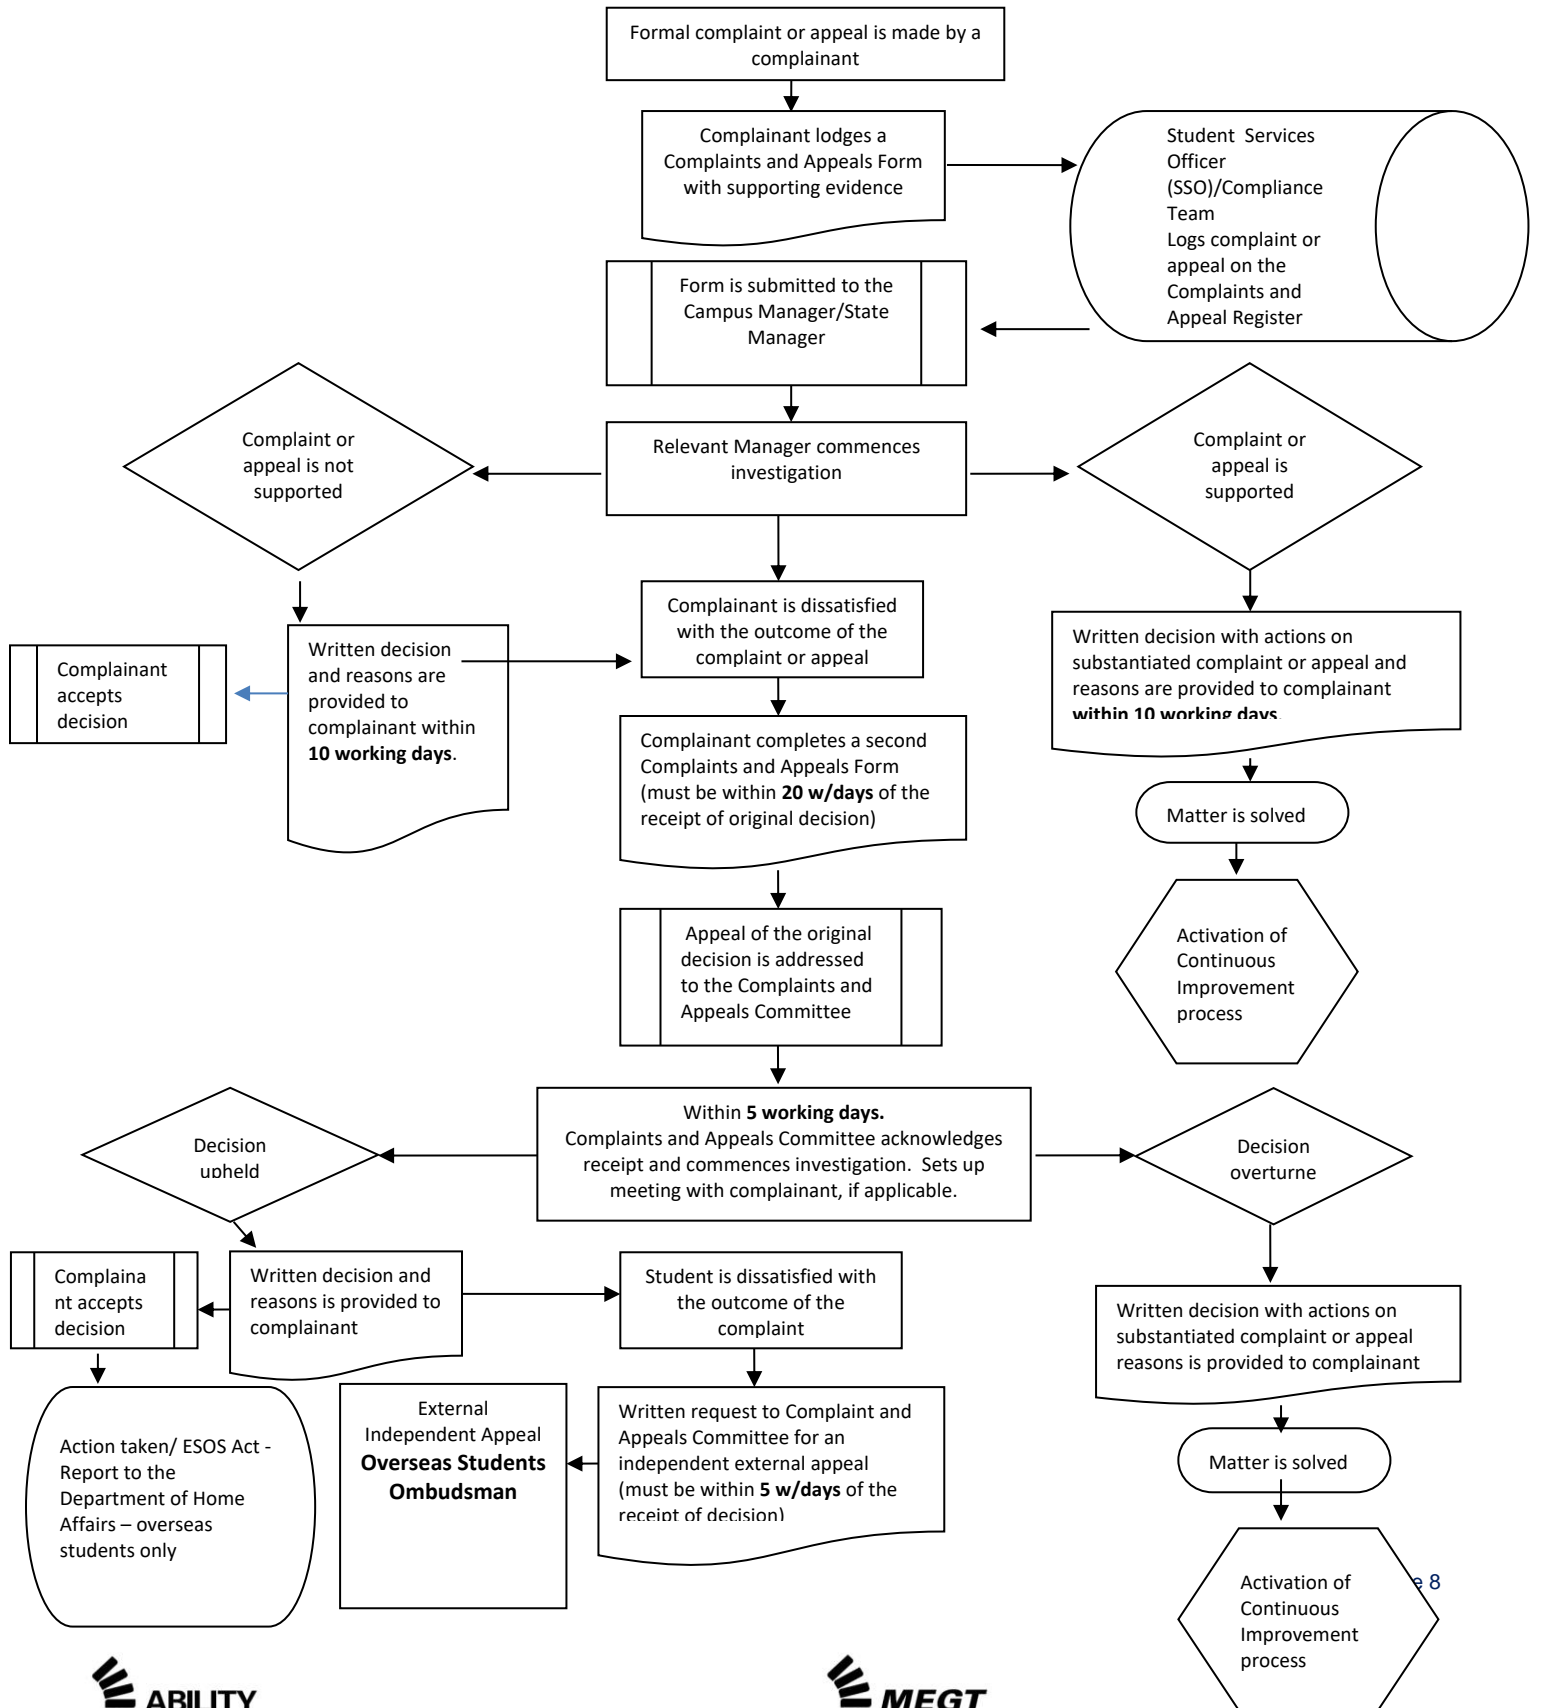 Formal complaint or appeal is made by a
complainant
Complainant lodges a
Complaints and Appeals Form
with supporting evidence
Student  Services
Officer
(SSO)/Compliance
Team
Logs complaint or
appeal on the
Complaints and
Appeal Register
Form is submitted to the
Campus Manager/State
Manager
Complaint or
appeal is not
supported
Relevant Manager commences
investigation
Complaint or
appeal is
supported
Complainant
accepts
decision
Written decision
and reasons are
provided to
complainant within
10 working days.
Complainant is dissatisfied
with the outcome of the
complaint or appeal
Written decision with actions on
substantiated complaint or appeal and
reasons are provided to complainant
within 10 working days.
Complainant completes a second
Complaints and Appeals Form
(must be within 20 w/days of the
receipt of original decision)
Matter is solved
Activation of
Continuous
Improvement
process
Appeal of the original
decision is addressed
to the Complaints and
Appeals Committee
Decision
upheld
Within 5 working days.
Complaints and Appeals Committee acknowledges
receipt and commences investigation.  Sets up
meeting with complainant, if applicable.
Decision
overturne
Complaina
nt accepts
decision
Written decision and
reasons is provided to
complainant
Student is dissatisfied with
the outcome of the
complaint
Written decision with actions on
substantiated complaint or appeal
reasons is provided to complainant
Action taken/ ESOS Act -
Report to the
Department of Home
Affairs – overseas
students only
External
Independent Appeal
Overseas Students
Ombudsman
Written request to Complaint and
Appeals Committee for an
independent external appeal
(must be within 5 w/days of the
receipt of decision)
Matter is solved
Activation of
Continuous
Improvement
process
e 8
ABILITY
MEGT